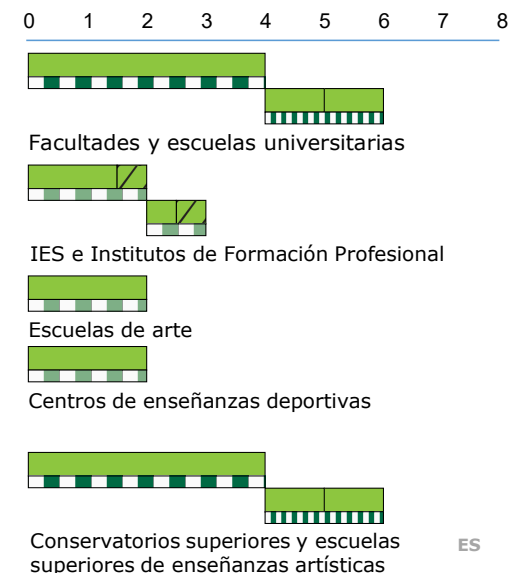 0 1 2 3 4 5 6 7 8
Facultades y escuelas universitarias
IES e Institutos de Formación Profesional
Escuelas de arte
Centros de enseñanzas deportivas
Conservatorios superiores y escuelas
superiores de enseñanzas artísticas
ES